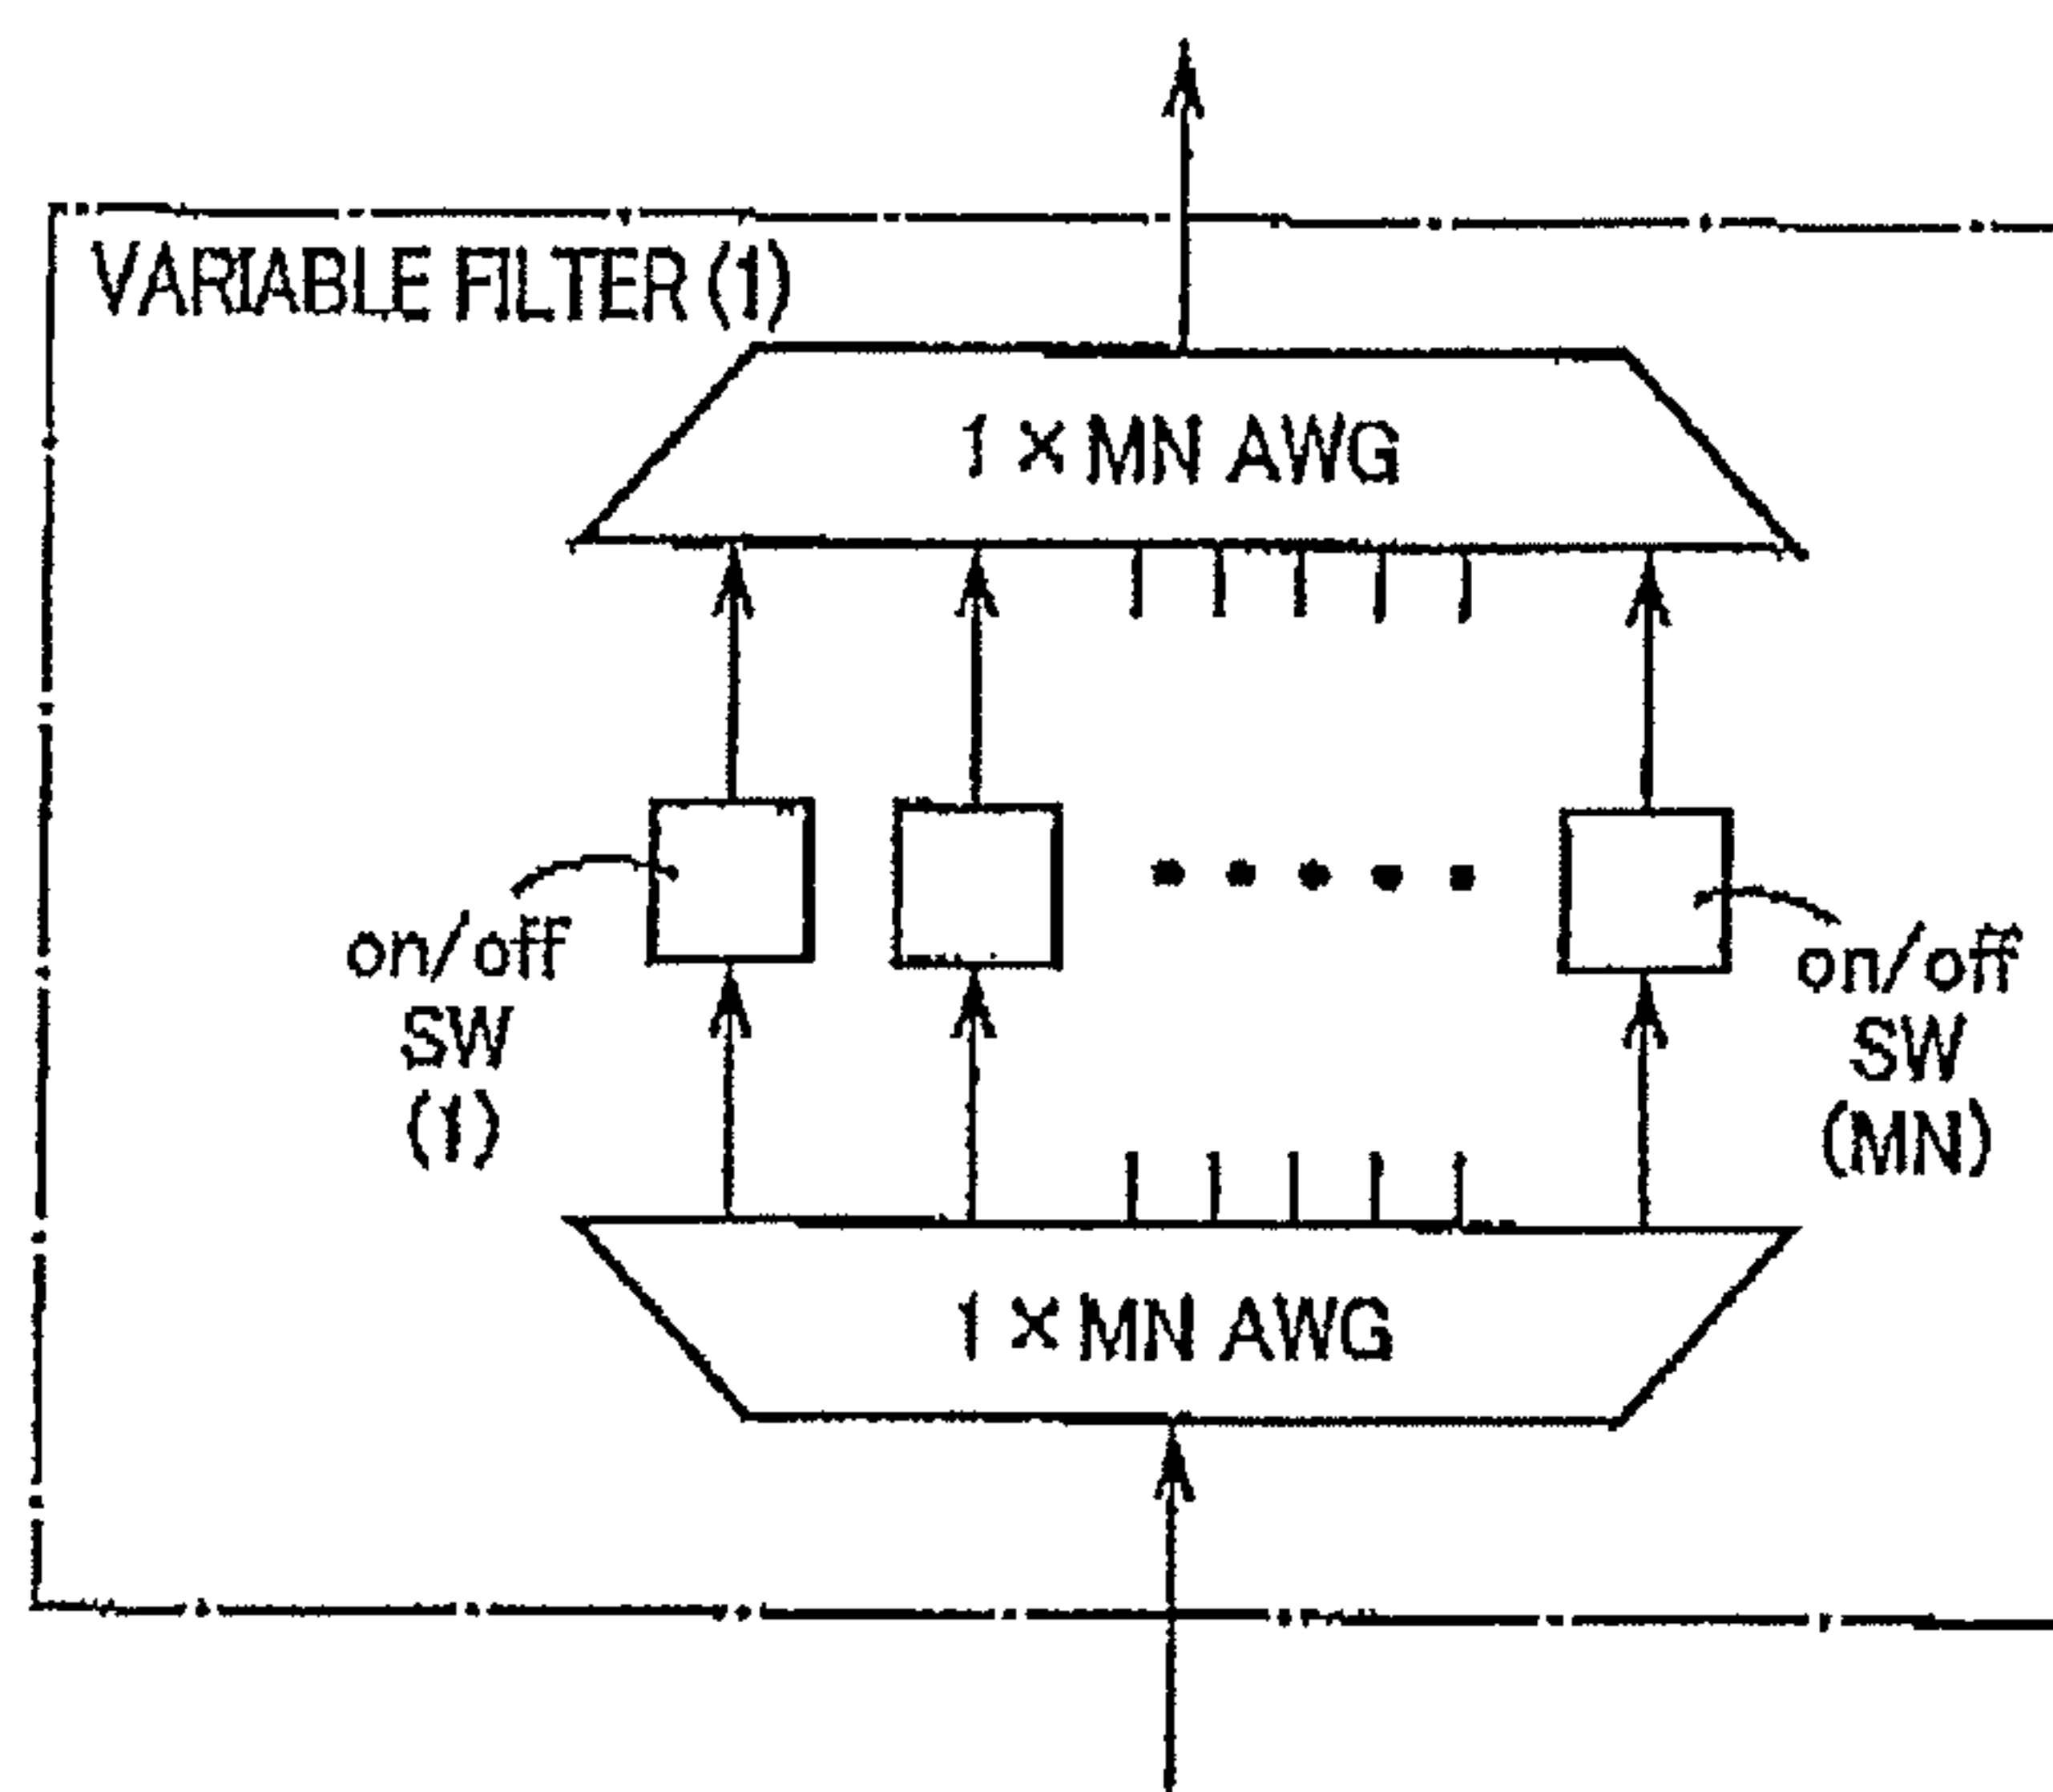 VARIABLE FILTER (1)
1 × MN AWG
on/off
SW
(1)
on/off
SW
(MN)
1 × MN AWG